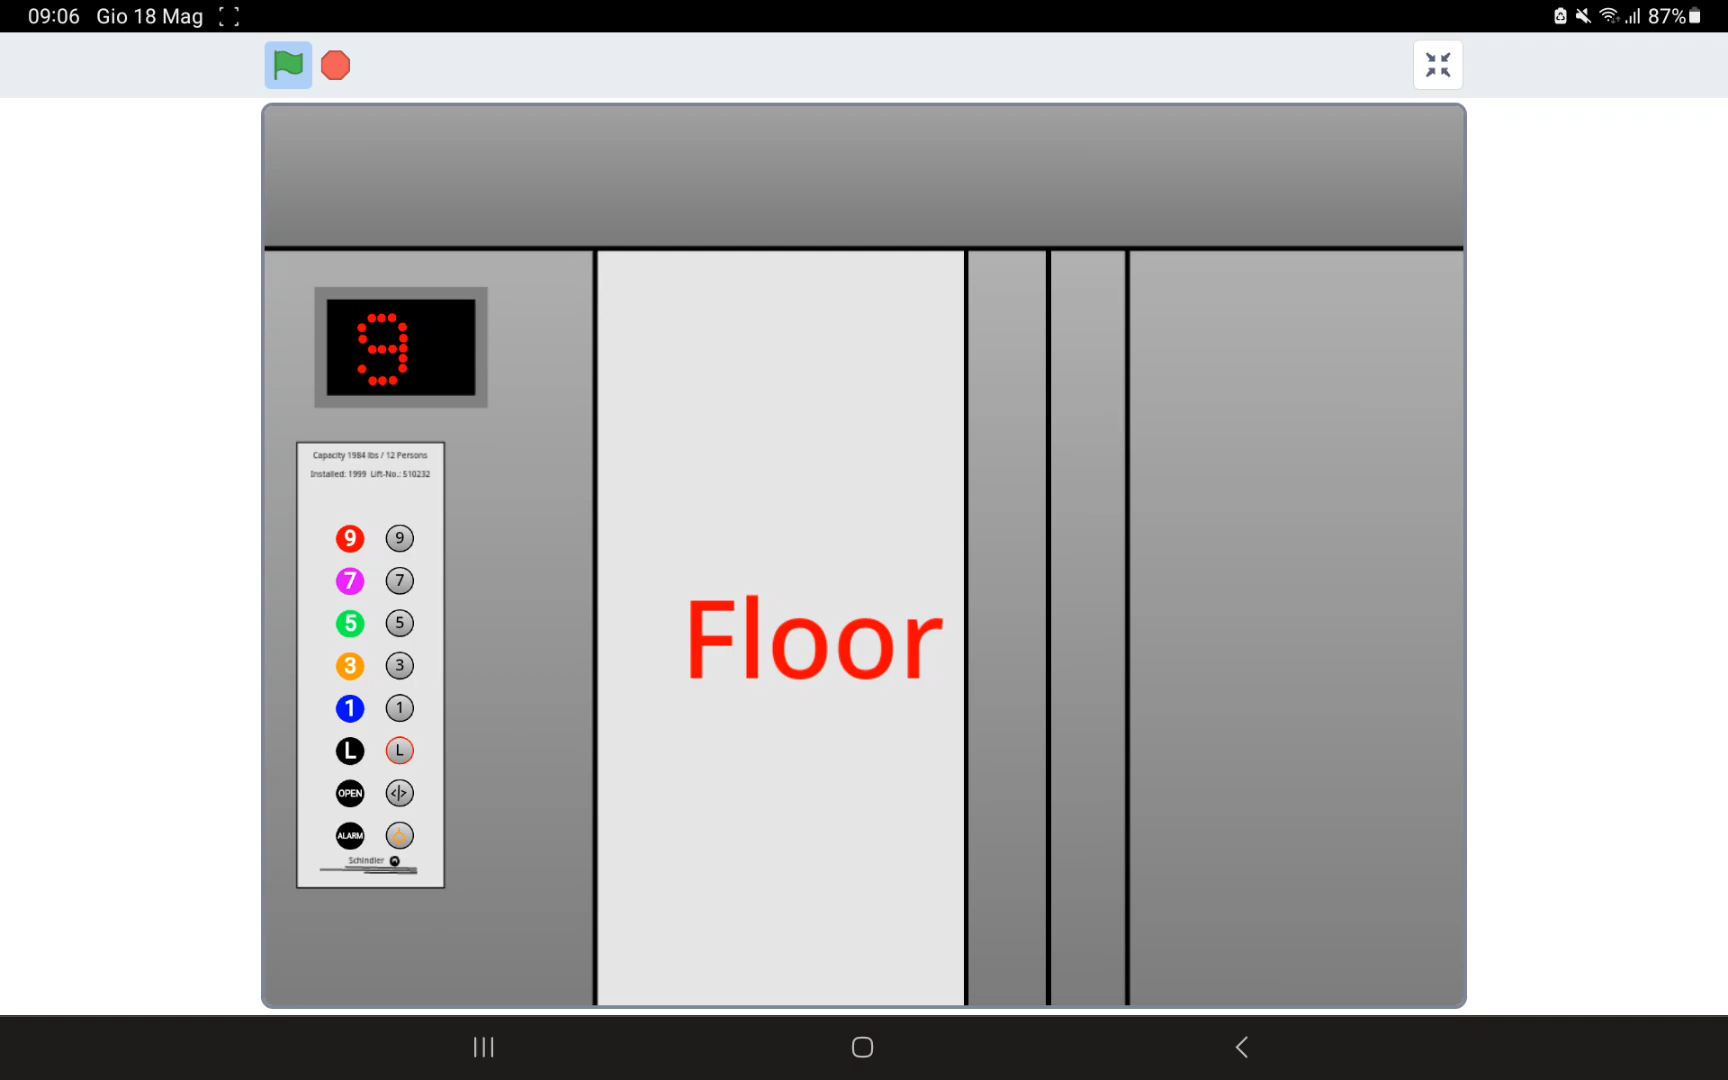 09:06 Gio 18 Mag
87%
9
Capacity 1984 lbs / 12 Persons
Installed: 1999 Lift-No.: 510232
9 9
7 7
5 5
3 3
1 1
L L
OPEN <|>
ALARM
Schindler
Floor